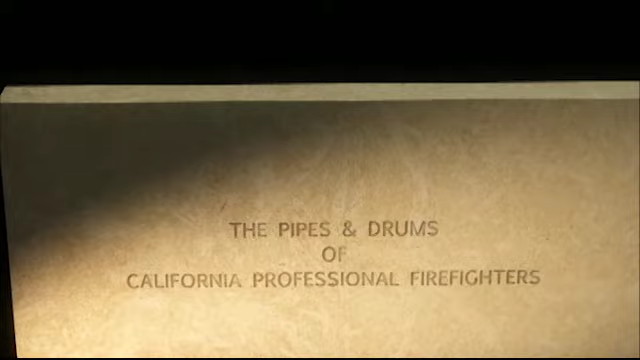 THE PIPES & DRUMS
OF
CALIFORNIA PROFESSIONAL FIREFIGHTERS